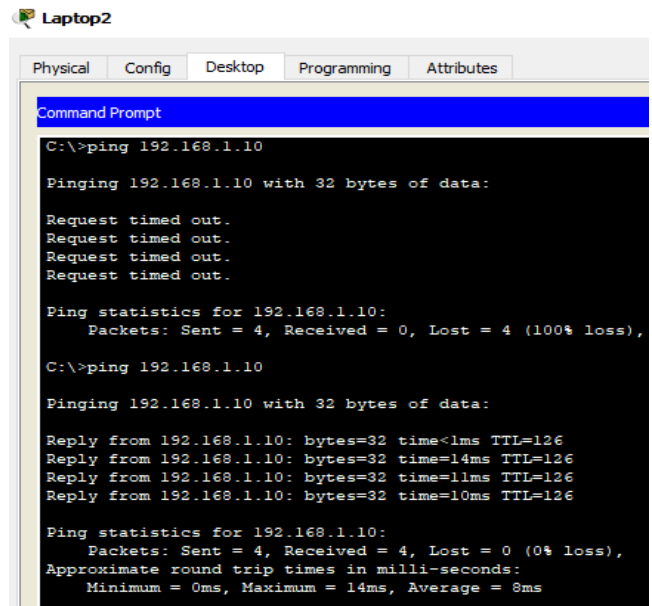 Laptop2
Physical Config Desktop Programming Attributes
Command Prompt
C:\>ping 192.168.1.10
Pinging 192.168.1.10 with 32 bytes of data:
Request timed out.
Request timed out.
Request timed out.
Request timed out.
Ping statistics for 192.168.1.10:
Packets: Sent = 4, Received = 0, Lost = 4 (100% loss),
C:\>ping 192.168.1.10
Pinging 192.168.1.10 with 32 bytes of data:
Reply from 192.168.1.10: bytes=32 time<1ms TTL=126
Reply from 192.168.1.10: bytes=32 time=14ms TTL=126
Reply from 192.168.1.10: bytes=32 time=11ms TTL=126
Reply from 192.168.1.10: bytes=32 time=10ms TTL=126
Ping statistics for 192.168.1.10:
Packets: Sent = 4, Received = 4, Lost = 0 (0% loss),
Approximate round trip times in milli-seconds:
Minimum = 0ms, Maximum = 14ms, Average = 8ms